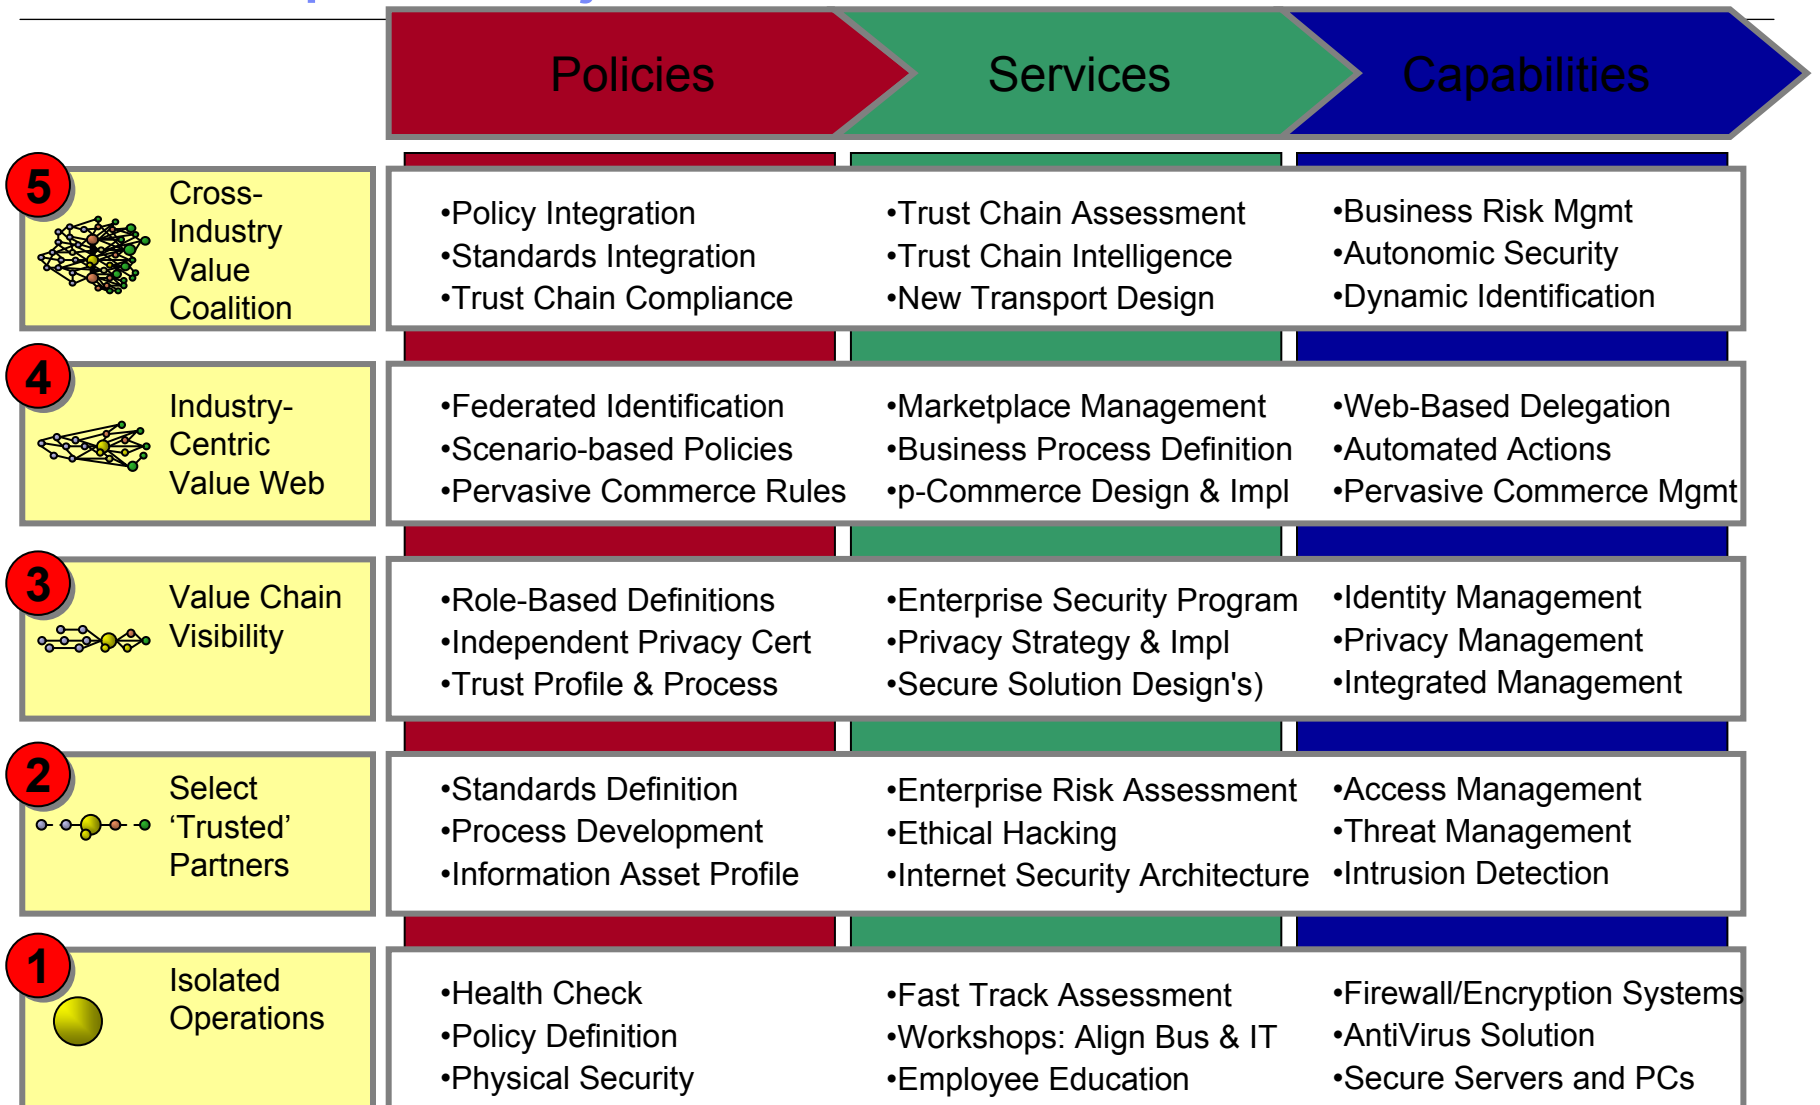 Policies
Services
Capabilities
5
Cross-
Industry
Value
Coalition
•Policy Integration
•Standards Integration
•Trust Chain Compliance
•Trust Chain Assessment
•Trust Chain Intelligence
•New Transport Design
•Business Risk Mgmt
•Autonomic Security
•Dynamic Identification
4
Industry-
Centric
Value Web
•Federated Identification
•Scenario-based Policies
•Pervasive Commerce Rules
•Marketplace Management
•Business Process Definition
•p-Commerce Design & Impl
•Web-Based Delegation
•Automated Actions
•Pervasive Commerce Mgmt
3
Value Chain
Visibility
•Role-Based Definitions
•Independent Privacy Cert
•Trust Profile & Process
•Enterprise Security Program
•Privacy Strategy & Impl
•Secure Solution Design's)
•Identity Management
•Privacy Management
•Integrated Management
2
Select
‘Trusted’
Partners
•Standards Definition
•Process Development
•Information Asset Profile
•Enterprise Risk Assessment
•Ethical Hacking
•Internet Security Architecture
•Access Management
•Threat Management
•Intrusion Detection
1
Isolated
Operations
•Health Check
•Policy Definition
•Physical Security
•Fast Track Assessment
•Workshops: Align Bus & IT
•Employee Education
•Firewall/Encryption Systems
•AntiVirus Solution
•Secure Servers and PCs